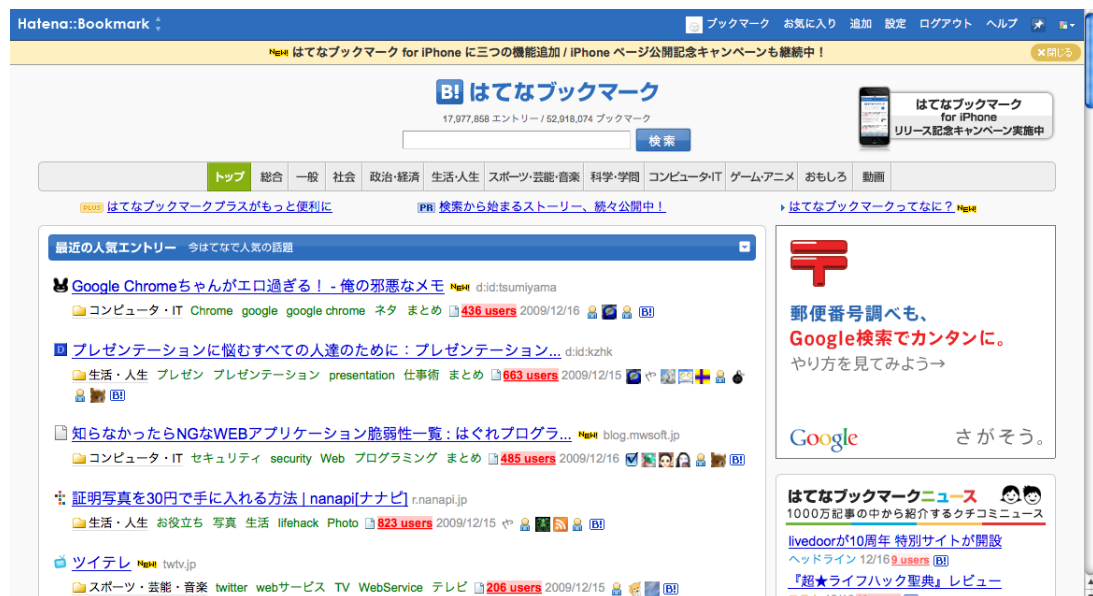 Hatena::Bookmark
ブックマーク お気に入り 追加 設定 ログアウト ヘルプ
NEW! はてなブックマーク for iPhone に三つの機能追加 / iPhone ページ公開記念キャンペーンも継続中！ ×閉じる
B! はてなブックマーク
17,977,858 エントリー / 52,918,074 ブックマーク
検索
はてなブックマーク
for iPhone
リリース記念キャンペーン実施中
トップ 総合 一般 社会 政治・経済 生活・人生 スポーツ・芸能・音楽 科学・学問 コンピュータ・IT ゲーム・アニメ おもしろ 動画
PLUS はてなブックマークプラスがもっと便利に
PR 検索から始まるストーリー、続々公開中！
はてなブックマークってなに？ NEW!
最近の人気エントリー 今はてなで人気の話題
Google Chromeちゃんがエロ過ぎる！ - 俺の邪悪なメモ NEW! d:id:tsumiyama
コンピュータ・IT Chrome google google chrome ネタ まとめ 436 users 2009/12/16 B!
D プレゼンテーションに悩むすべての人達のために：プレゼンテーション... d:id:kzhk
生活・人生 プレゼン プレゼンテーション presentation 仕事術 まとめ 663 users 2009/12/15 や
B!
知らなかったらNGなWEBアプリケーション脆弱性一覧 : はぐれプログラ... NEW! blog.mwsoft.jp
コンピュータ・IT セキュリティ security Web プログラミング まとめ 485 users 2009/12/16 B!
証明写真を30円で手に入れる方法 | nanapi[ナナピ] r.nanapi.jp
生活・人生 お役立ち 写真 生活 lifehack Photo 823 users 2009/12/15 や B!
ツイテレ NEW! twtv.jp
スポーツ・芸能・音楽 twitter webサービス TV WebService テレビ 206 users 2009/12/15 B!
郵便番号調べも、
Google検索でカンタンに。
やり方を見てみよう→
Google さがそう。
はてなブックマークニュース
1000万記事の中から紹介するクチコミニュース
livedoorが10周年 特別サイトが開設
ヘッドライン 12/16 9 users B!
『超★ライフハック聖典』レビュー